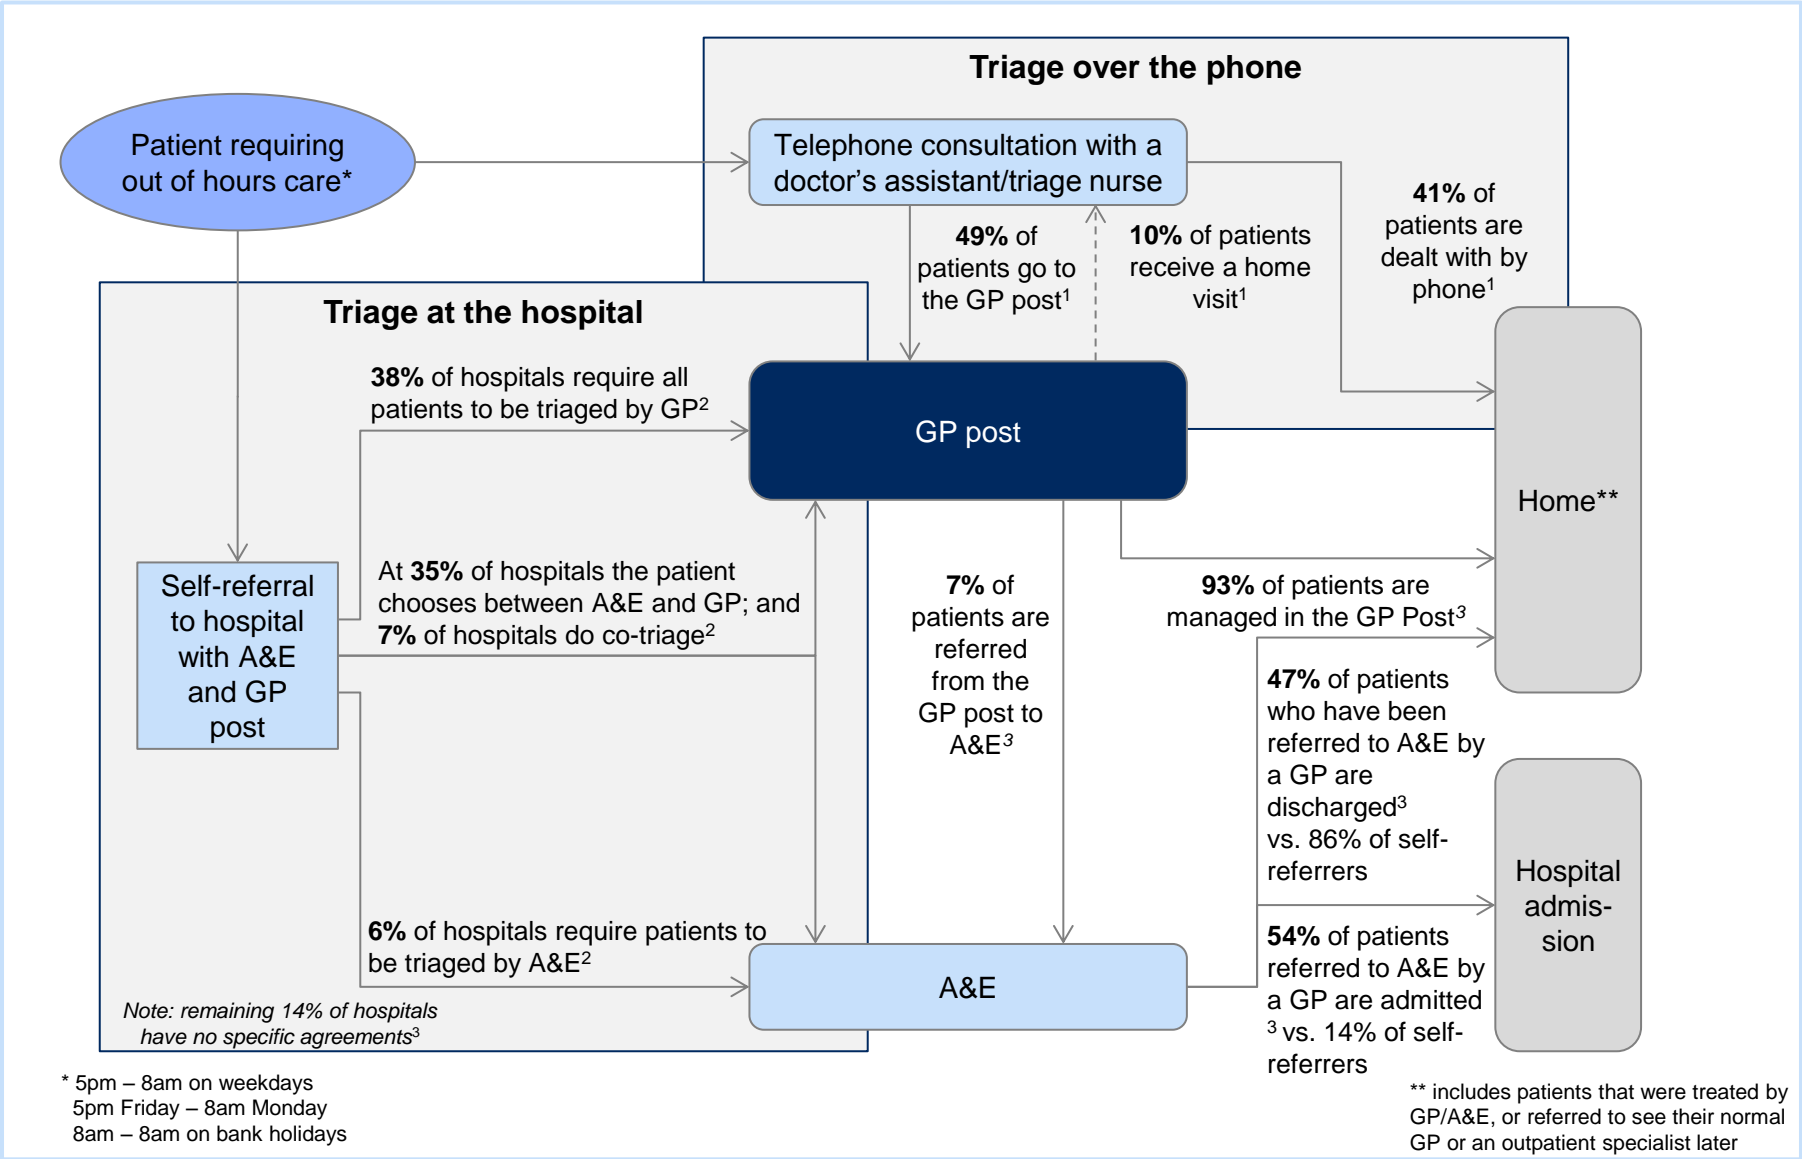 Triage over the phone
Patient requiring
out of hours care*
Telephone consultation with a
doctor’s assistant/triage nurse
49% of
patients go to
the GP post1
10% of patients
receive a home
visit1
41% of
patients are
dealt with by
phone1
Triage at the hospital
38% of hospitals require all
patients to be triaged by GP2
GP post
Home**
Self-referral
to hospital
with A&E
and GP
post
At 35% of hospitals the patient
chooses between A&E and GP; and
7% of hospitals do co-triage2
7% of
patients are
referred
from the
GP post to
A&E3
93% of patients are
managed in the GP Post3
47% of patients
who have been
referred to A&E by
a GP are
discharged3
vs. 86% of self-
referrers
Hospital
admis-
sion
6% of hospitals require patients to
be triaged by A&E2
A&E
54% of patients
referred to A&E by
a GP are admitted
3 vs. 14% of self-
referrers
Note: remaining 14% of hospitals
have no specific agreements3
* 5pm – 8am on weekdays
5pm Friday – 8am Monday
8am – 8am on bank holidays
** includes patients that were treated by
GP/A&E, or referred to see their normal
GP or an outpatient specialist later